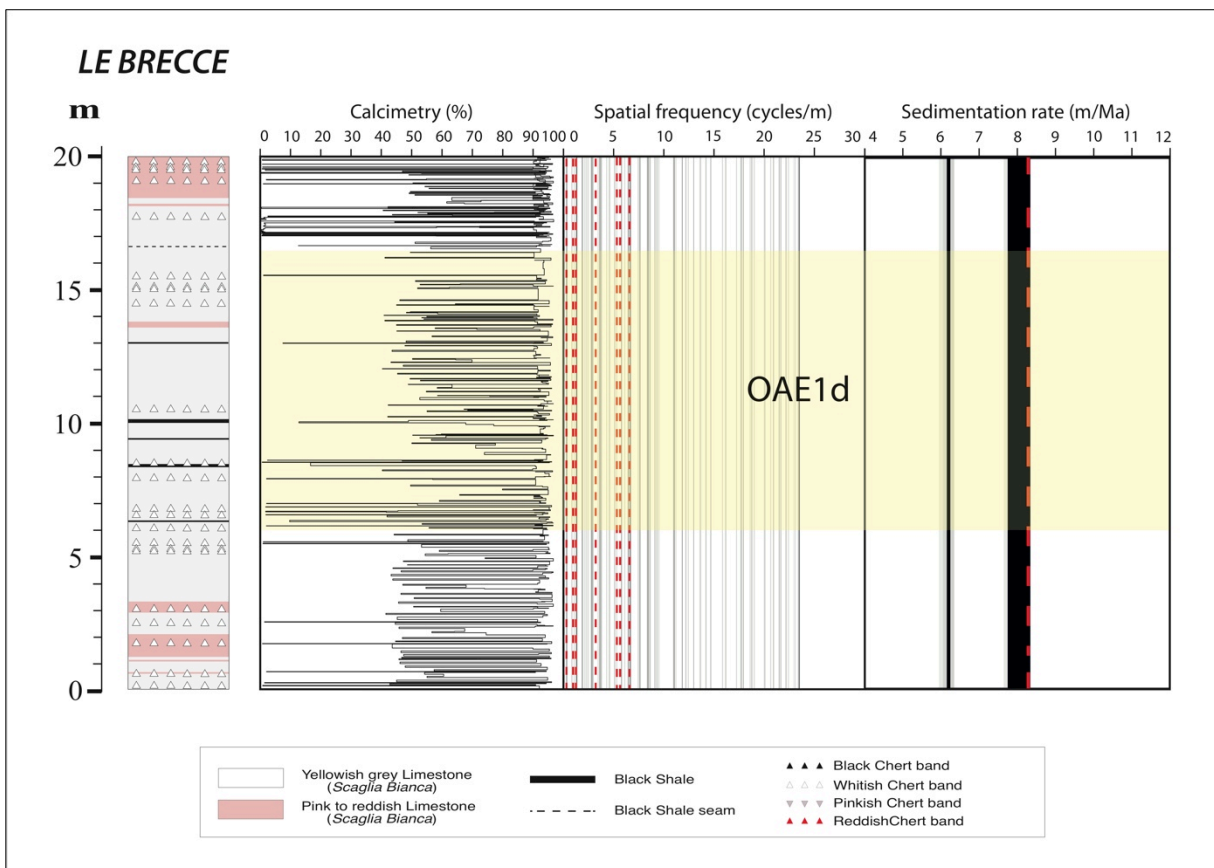 LE BRECCE
m
Calcimetry (%)
Spatial frequency (cycles/m)
Sedimentation rate (m/Ma)
0 10 20 30 40 50 60 70 80 90 100
0 5 10 15 20 25 30
4 5 6 7 8 9 10 11 12
20
15
10
5
0
OAE1d
Yellowish grey Limestone
(Scaglia Bianca)
Pink to reddish Limestone
(Scaglia Bianca)
Black Shale
Black Shale seam
Black Chert band
Whitish Chert band
Pinkish Chert band
ReddishChert band